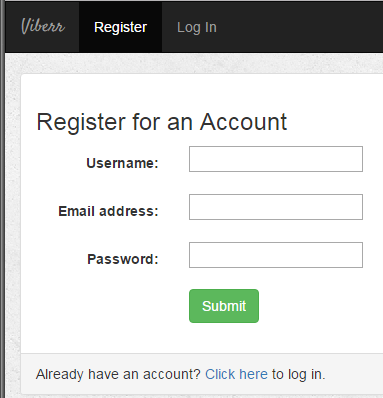 Viberr Register Log In
Register for an Account
Username:
Email address:
Password:
Submit
Already have an account? Click here to log in.